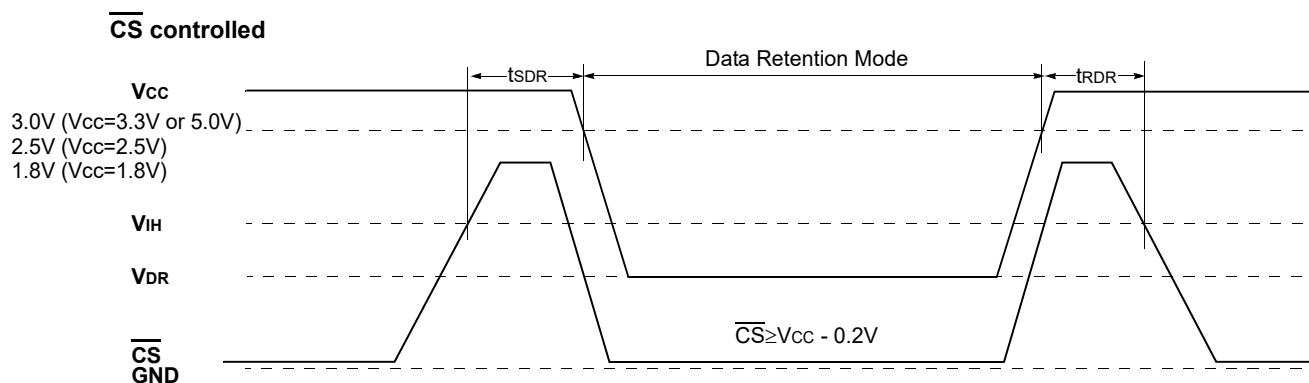 CS controlled
Data Retention Mode
tSDR
tRDR
VCC
3.0V (VCC=3.3V or 5.0V)
2.5V (VCC=2.5V)
1.8V (VCC=1.8V)
VIH
VDR
CS≥VCC - 0.2V
CS
GND